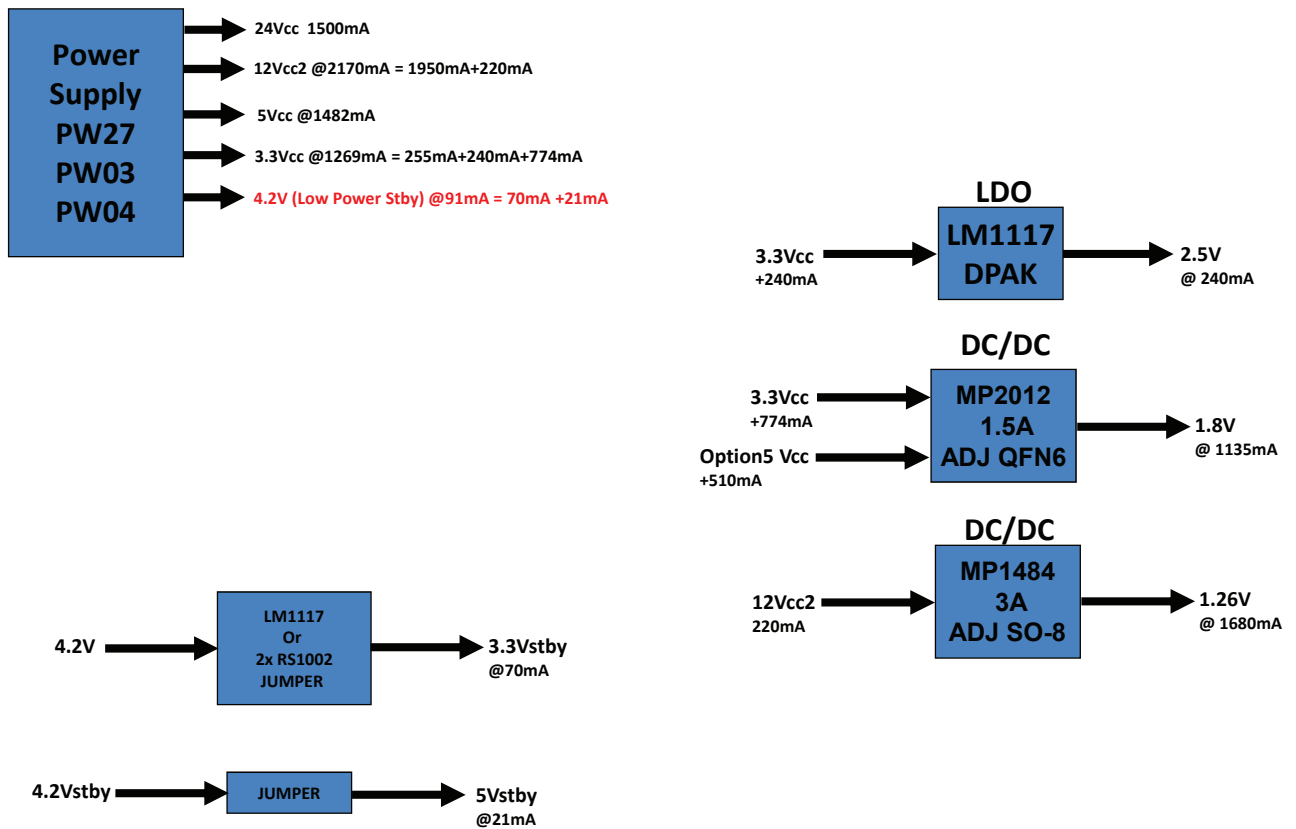 Power
Supply
PW27
PW03
PW04
24Vcc 1500mA
12Vcc2 @2170mA = 1950mA+220mA
5Vcc @1482mA
3.3Vcc @1269mA = 255mA+240mA+774mA
4.2V (Low Power Stby) @91mA = 70mA +21mA
LDO
3.3Vcc
+240mA
LM1117
DPAK
2.5V
@ 240mA
DC/DC
3.3Vcc
+774mA
Option5 Vcc
+510mA
MP2012
1.5A
ADJ QFN6
1.8V
@ 1135mA
DC/DC
12Vcc2
220mA
MP1484
3A
ADJ SO-8
1.26V
@ 1680mA
4.2V
LM1117
Or
2x RS1002
JUMPER
3.3Vstby
@70mA
4.2Vstby
JUMPER
5Vstby
@21mA